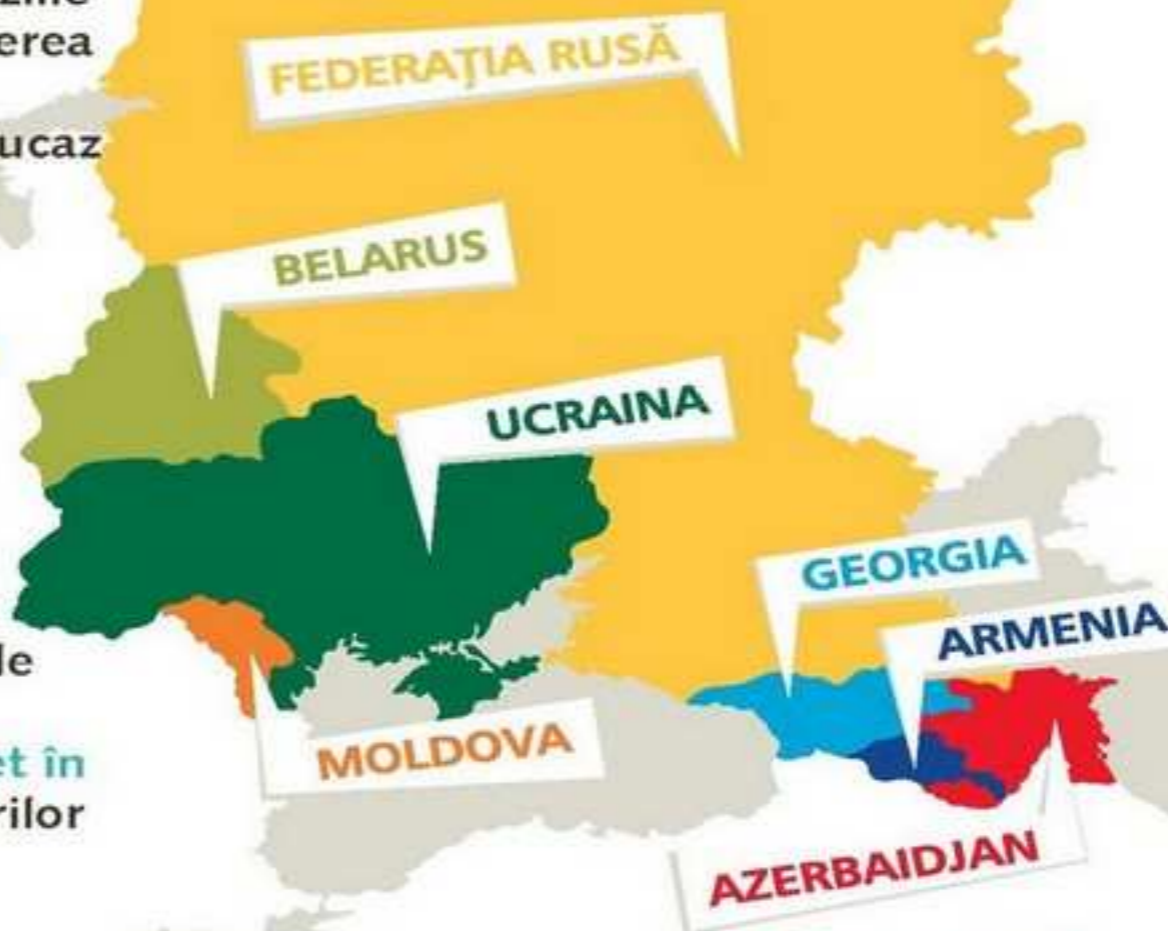 erea
ucaz
FEDERAȚIA RUSĂ
BELARUS
UCRAINA
GEORGIA
ARMENIA
le
MOLDOVA
et în
rilor
AZERBAIDJAN